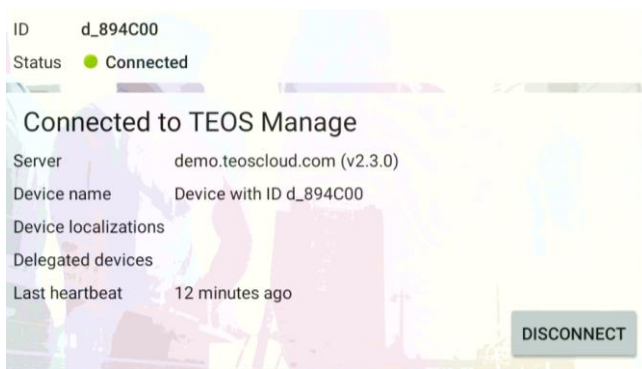 ID d_894C00
Status Connected
Connected to TEOS Manage
Server demo.teoscloud.com (v2.3.0)
Device name Device with ID d_894C00
Device localizations
Delegated devices
Last heartbeat 12 minutes ago
DISCONNECT